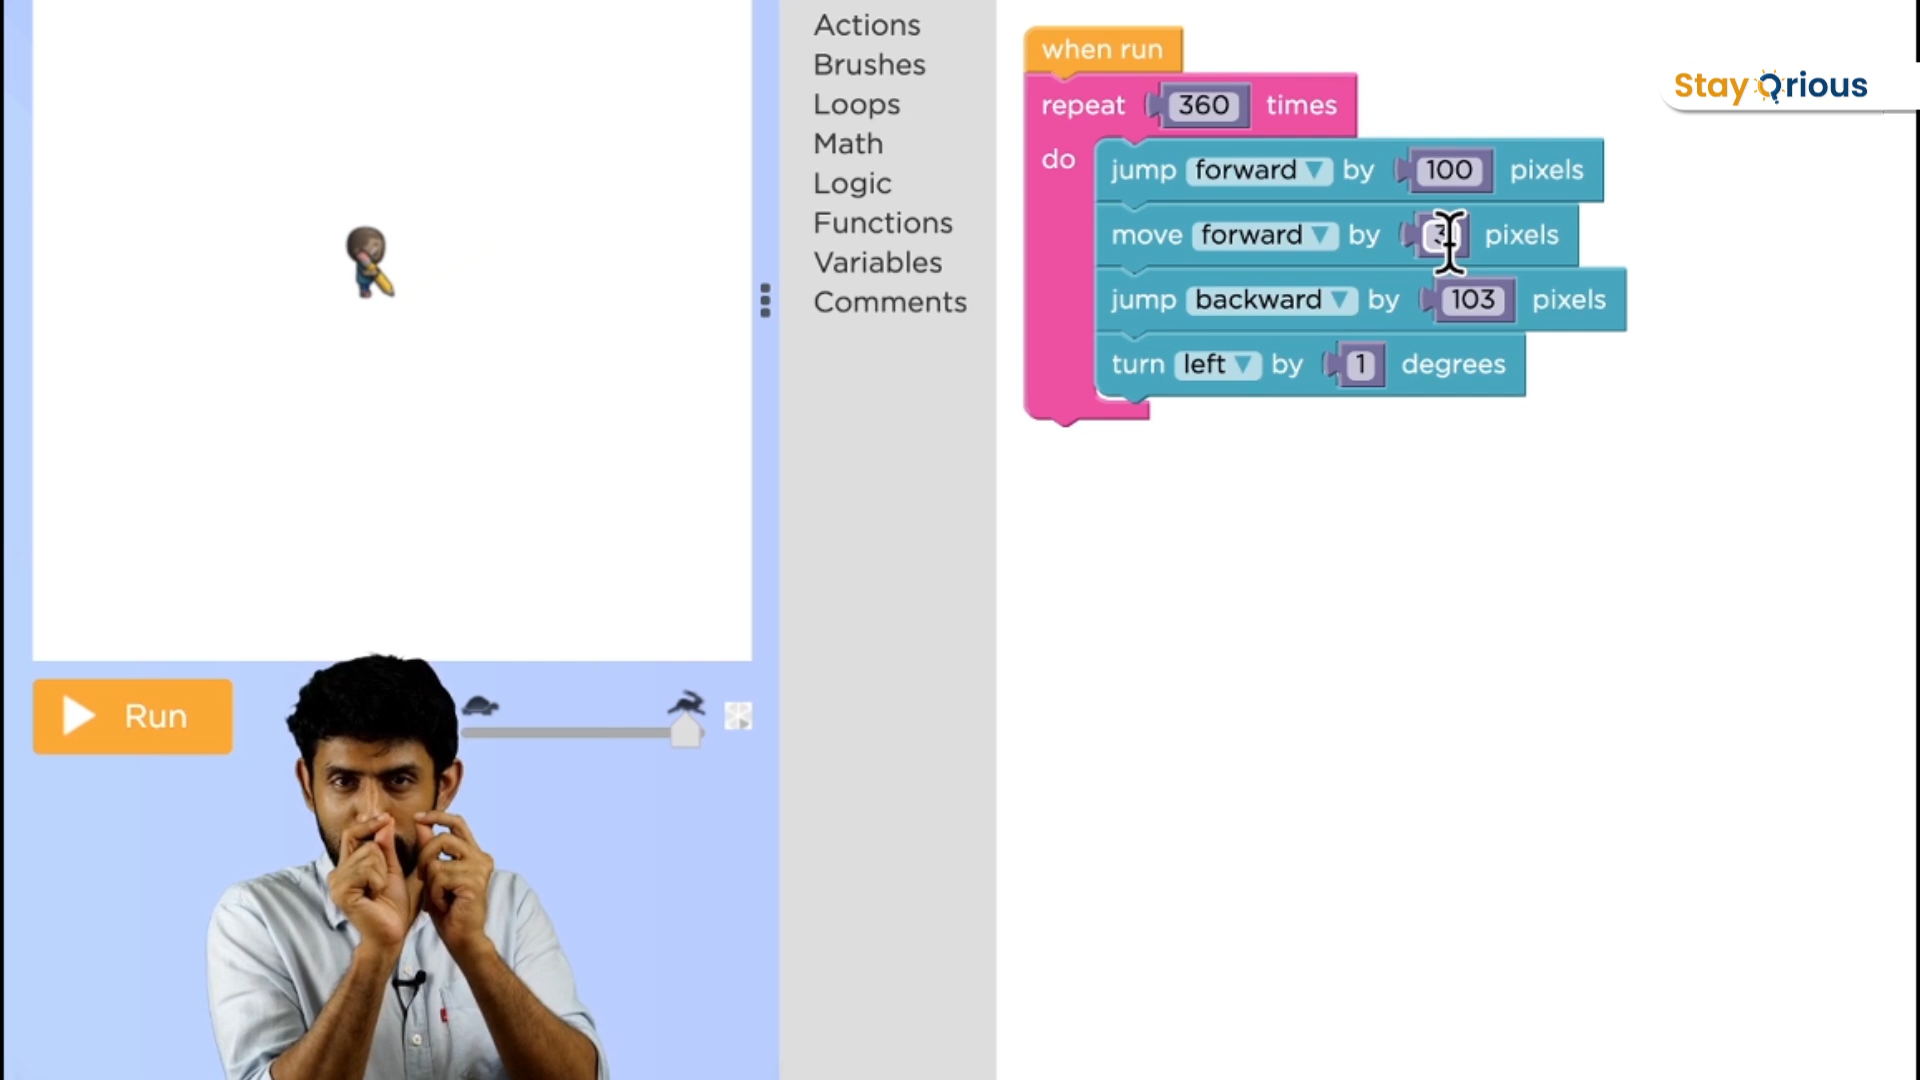 Actions
Brushes
Loops
Math
Logic
Functions
Variables
Comments
when run
repeat 360 times
do
jump forward ▼ by 100 pixels
move forward ▼ by 3 pixels
jump backward ▼ by 103 pixels
turn left ▼ by 1 degrees
Stay Qrious
Run